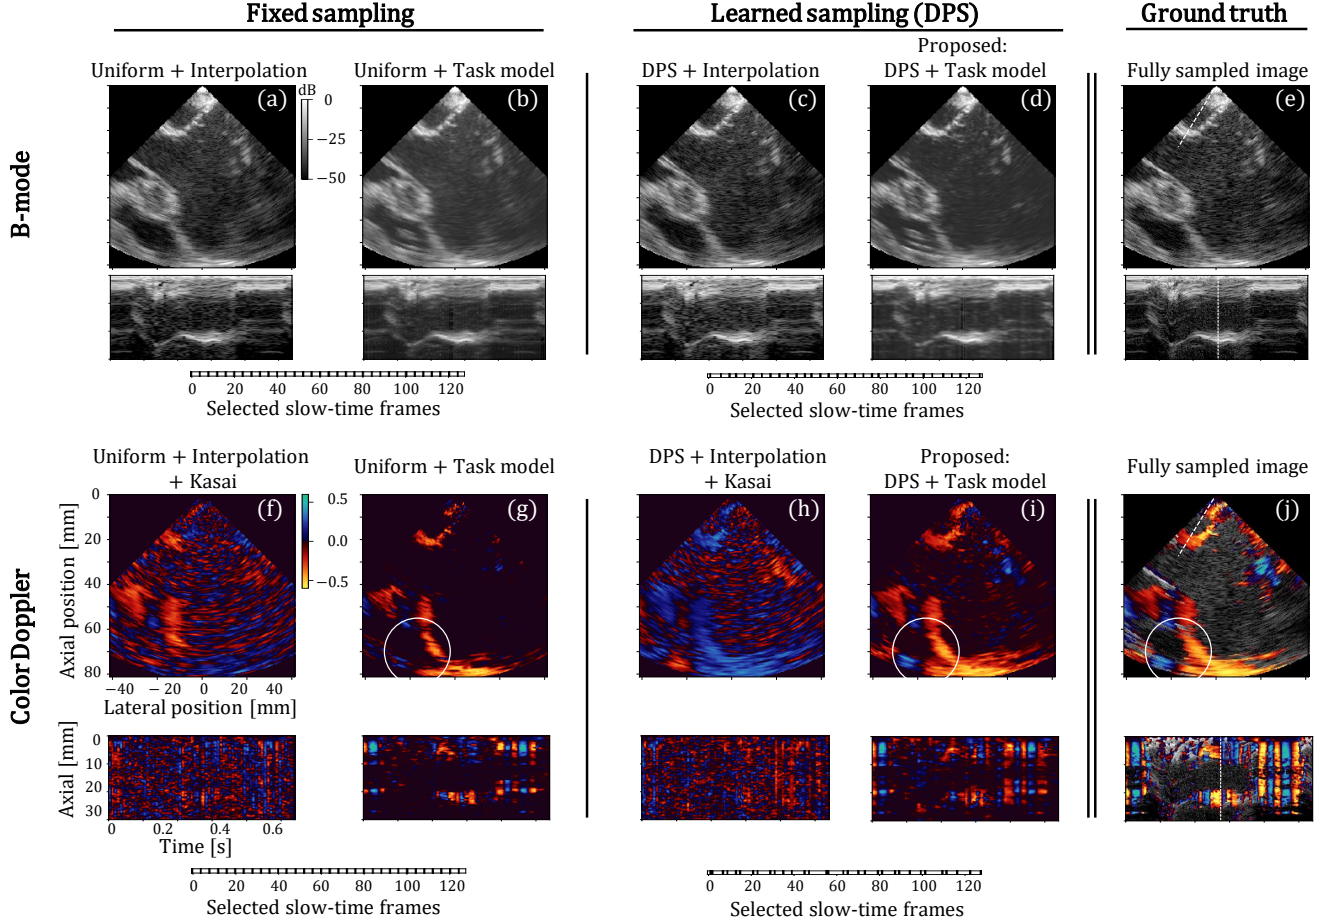 Fixed sampling
Learned sampling (DPS)
Ground truth
Uniform + Interpolation
Uniform + Task model
DPS + Interpolation
Proposed:
DPS + Task model
Fully sampled image
B-mode
(a)
dB
0
−25
−50
(b)
(c)
(d)
(e)
0 20 40 60 80 100 120
Selected slow-time frames
0 20 40 60 80 100 120
Selected slow-time frames
Color Doppler
Uniform + Interpolation
+ Kasai
Uniform + Task model
DPS + Interpolation
+ Kasai
Proposed:
DPS + Task model
Fully sampled image
Axial position [mm]
0
20
40
60
80
(f)
0.5
0.0
−0.5
(g)
(h)
(i)
(j)
−40 −20 0 20 40
Lateral position [mm]
Axial [mm]
0
10
20
30
0 0.2 0.4 0.6
Time [s]
0 20 40 60 80 100 120
Selected slow-time frames
0 20 40 60 80 100 120
Selected slow-time frames